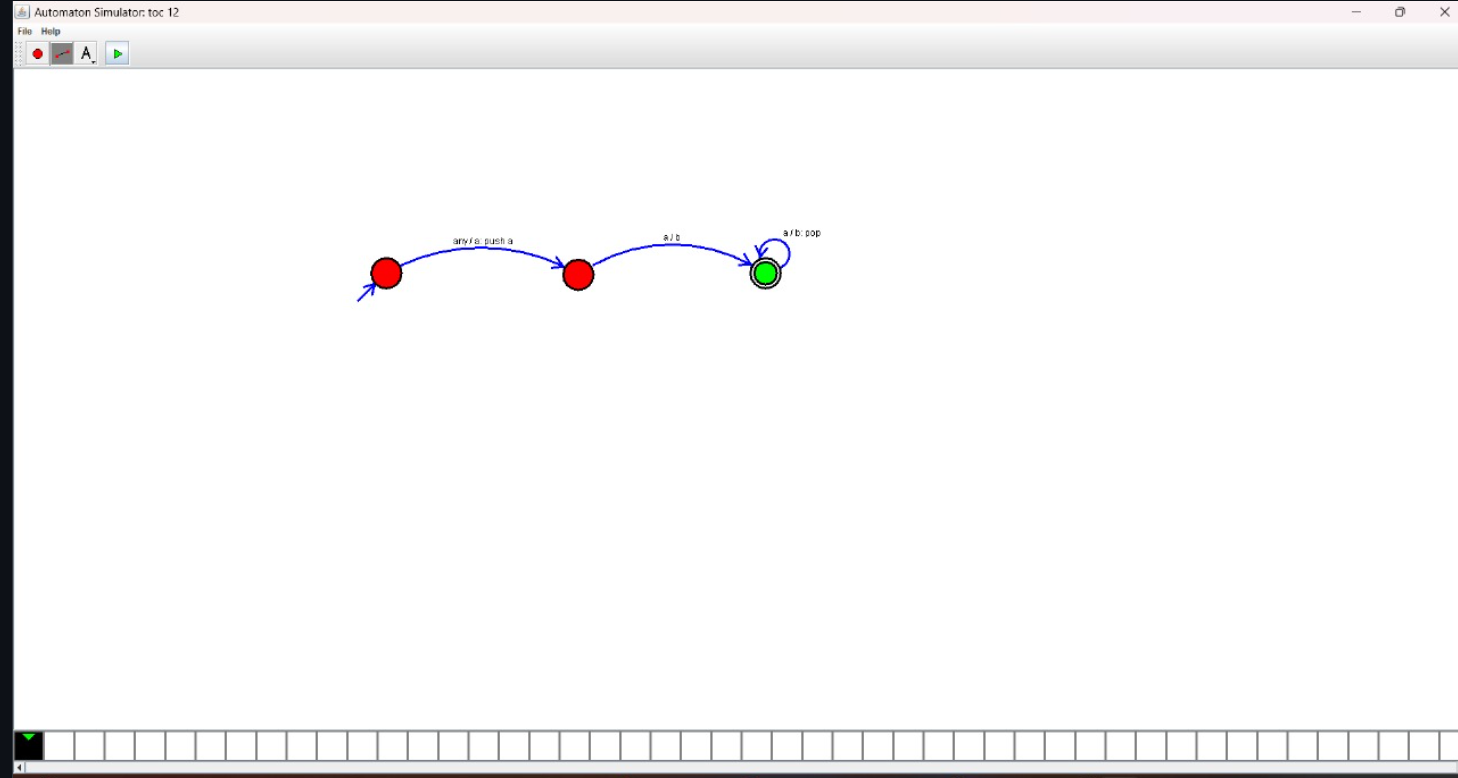 Automaton Simulator: toc 12
File Help
A
any / a: push a
a / b
a / b: pop